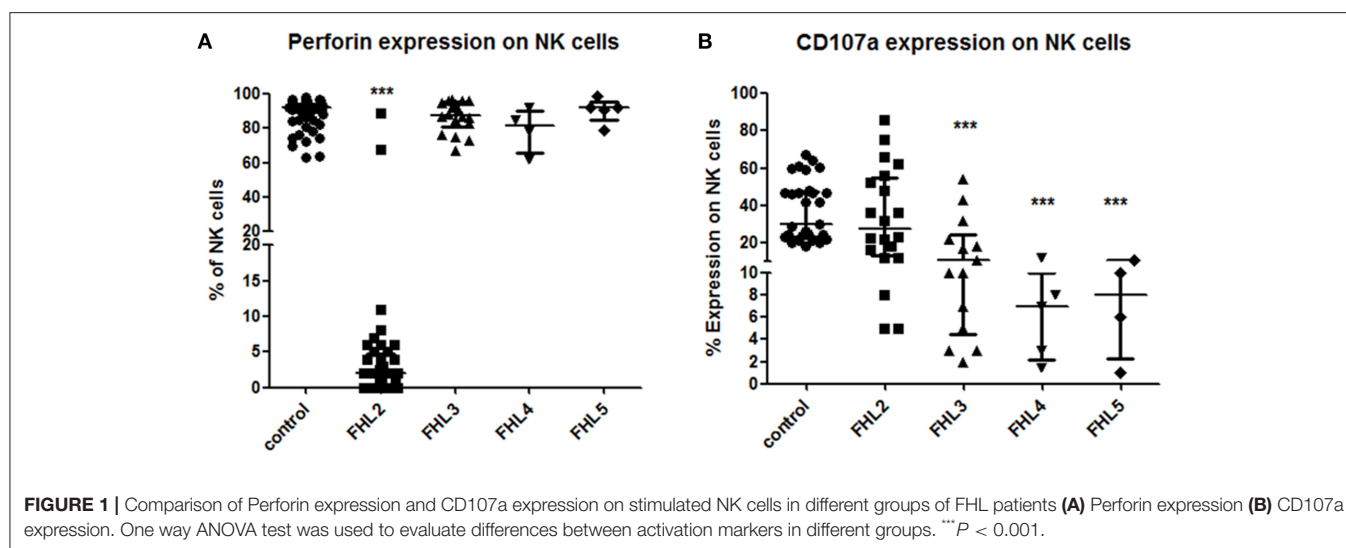 A Perforin expression on NK cells
% of NK cells
100
80
60
40
20
20
15
10
5
0
***
control
FHL2
FHL3
FHL4
FHL5
B CD107a expression on NK cells
% Expression on NK cells
100
80
60
40
20
10
8
6
4
2
0
***
***
***
control
FHL2
FHL3
FHL4
FHL5
FIGURE 1 | Comparison of Perforin expression and CD107a expression on stimulated NK cells in different groups of FHL patients (A) Perforin expression (B) CD107a
expression. One way ANOVA test was used to evaluate differences between activation markers in different groups. ***P < 0.001.